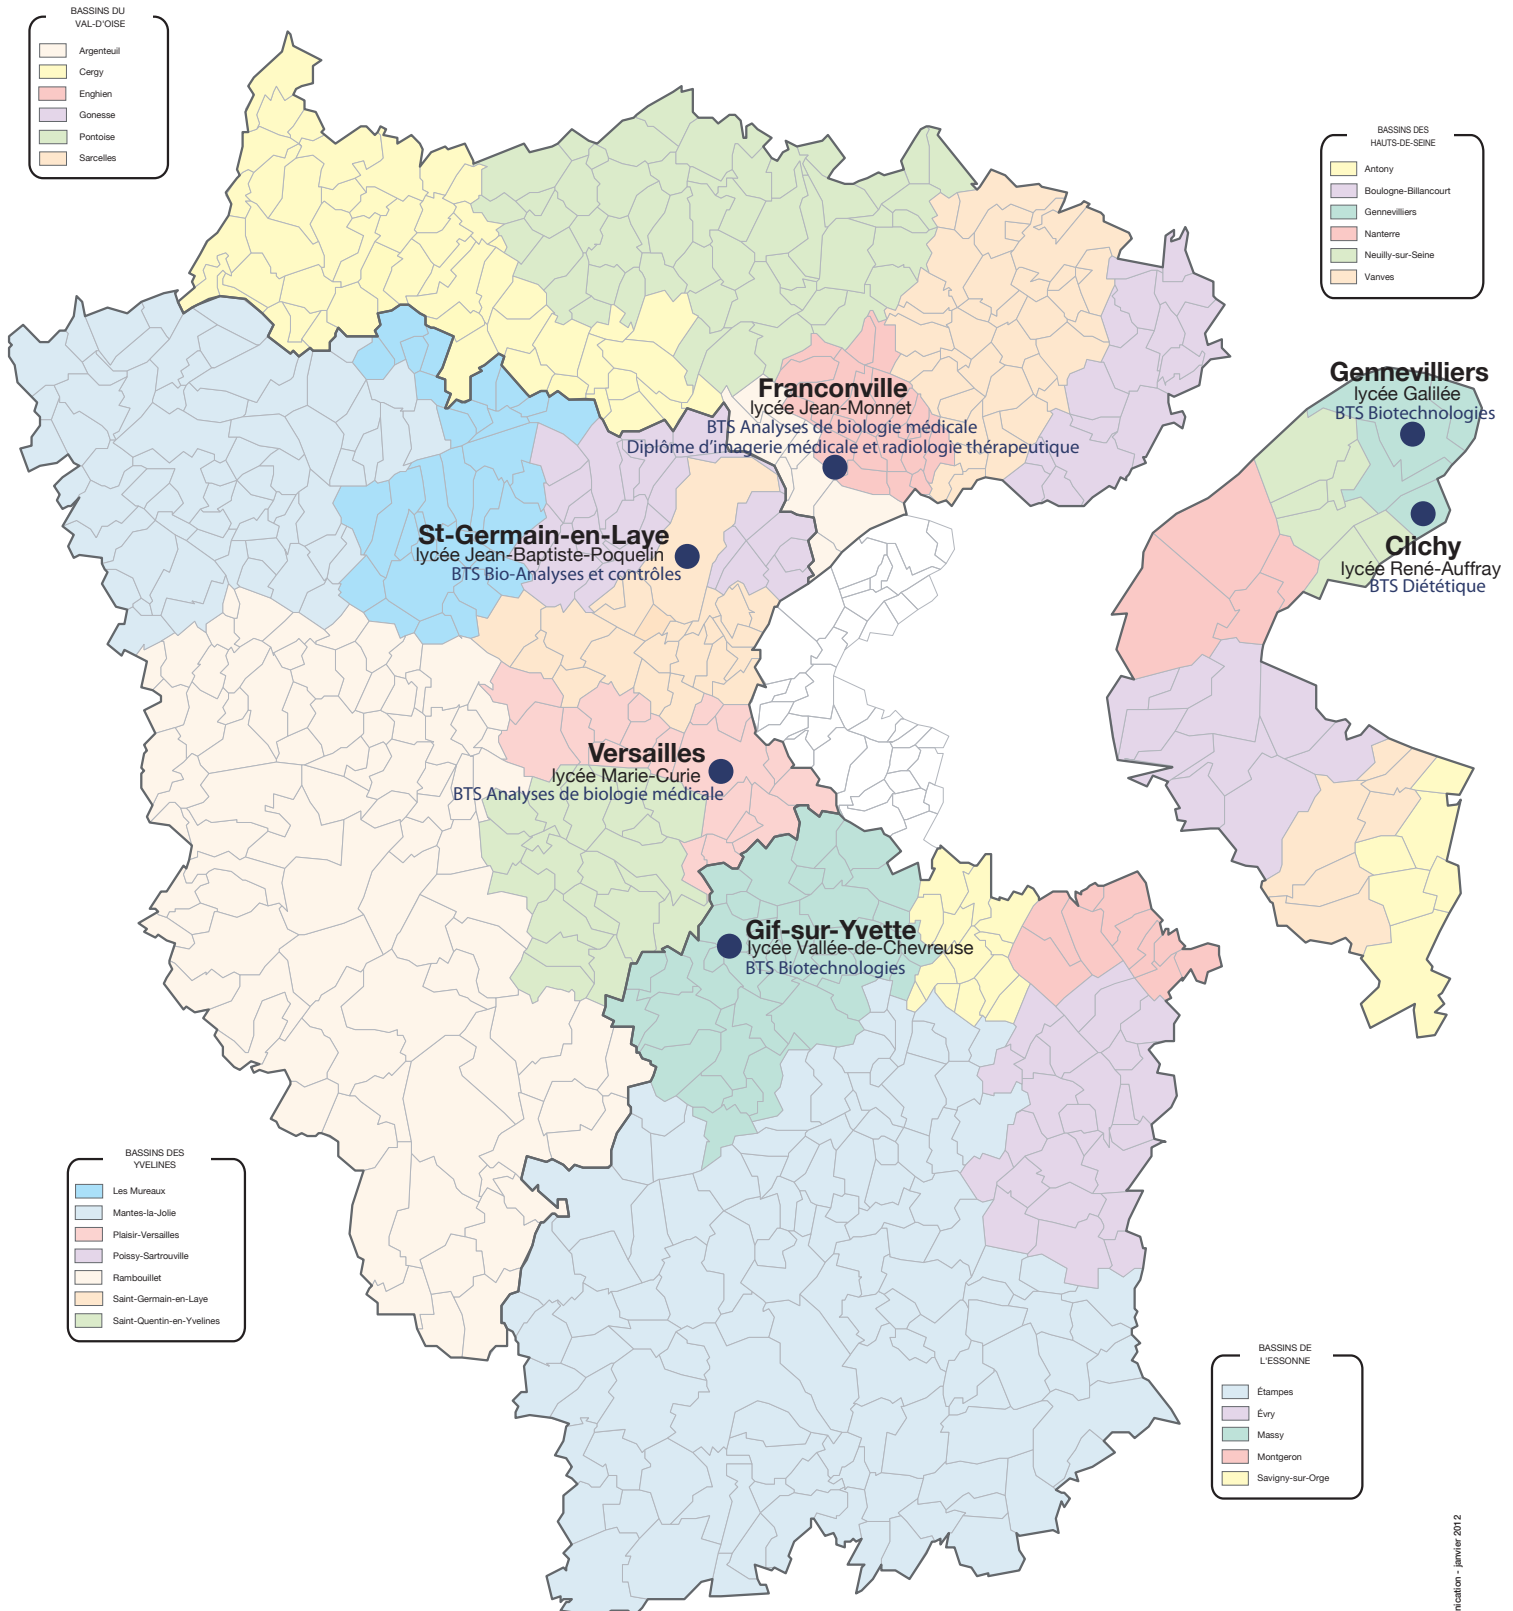 BASSINS DU
VAL-D'OISE
Argenteuil
Cergy
Enghien
Gonesse
Pontoise
Sarcelles
BASSINS DES
HAUTS-DE-SEINE
Antony
Boulogne-Billancourt
Gennevilliers
Nanterre
Neuilly-sur-Seine
Vanves
Gennevilliers
lycée Galilée
BTS Biotechnologies
Franconville
lycée Jean-Monnet
BTS Analyses de biologie médicale
Diplôme d'imagerie médicale et radiologie thérapeutique
Clichy
lycée René-Auffray
BTS Diététique
St-Germain-en-Laye
lycée Jean-Baptiste-Poquelin
BTS Bio-Analyses et contrôles
Versailles
lycée Marie-Curie
BTS Analyses de biologie médicale
Gif-sur-Yvette
lycée Vallée-de-Chevreuse
BTS Biotechnologies
BASSINS DES
YVELINES
Les Mureaux
Mantes-la-Jolie
Plaisir-Versailles
Poissy-Sartrouville
Rambouillet
Saint-Germain-en-Laye
Saint-Quentin-en-Yvelines
BASSINS DE
L'ESSONNE
Étampes
Évry
Massy
Montgeron
Savigny-sur-Orge
nication - janvier 2012